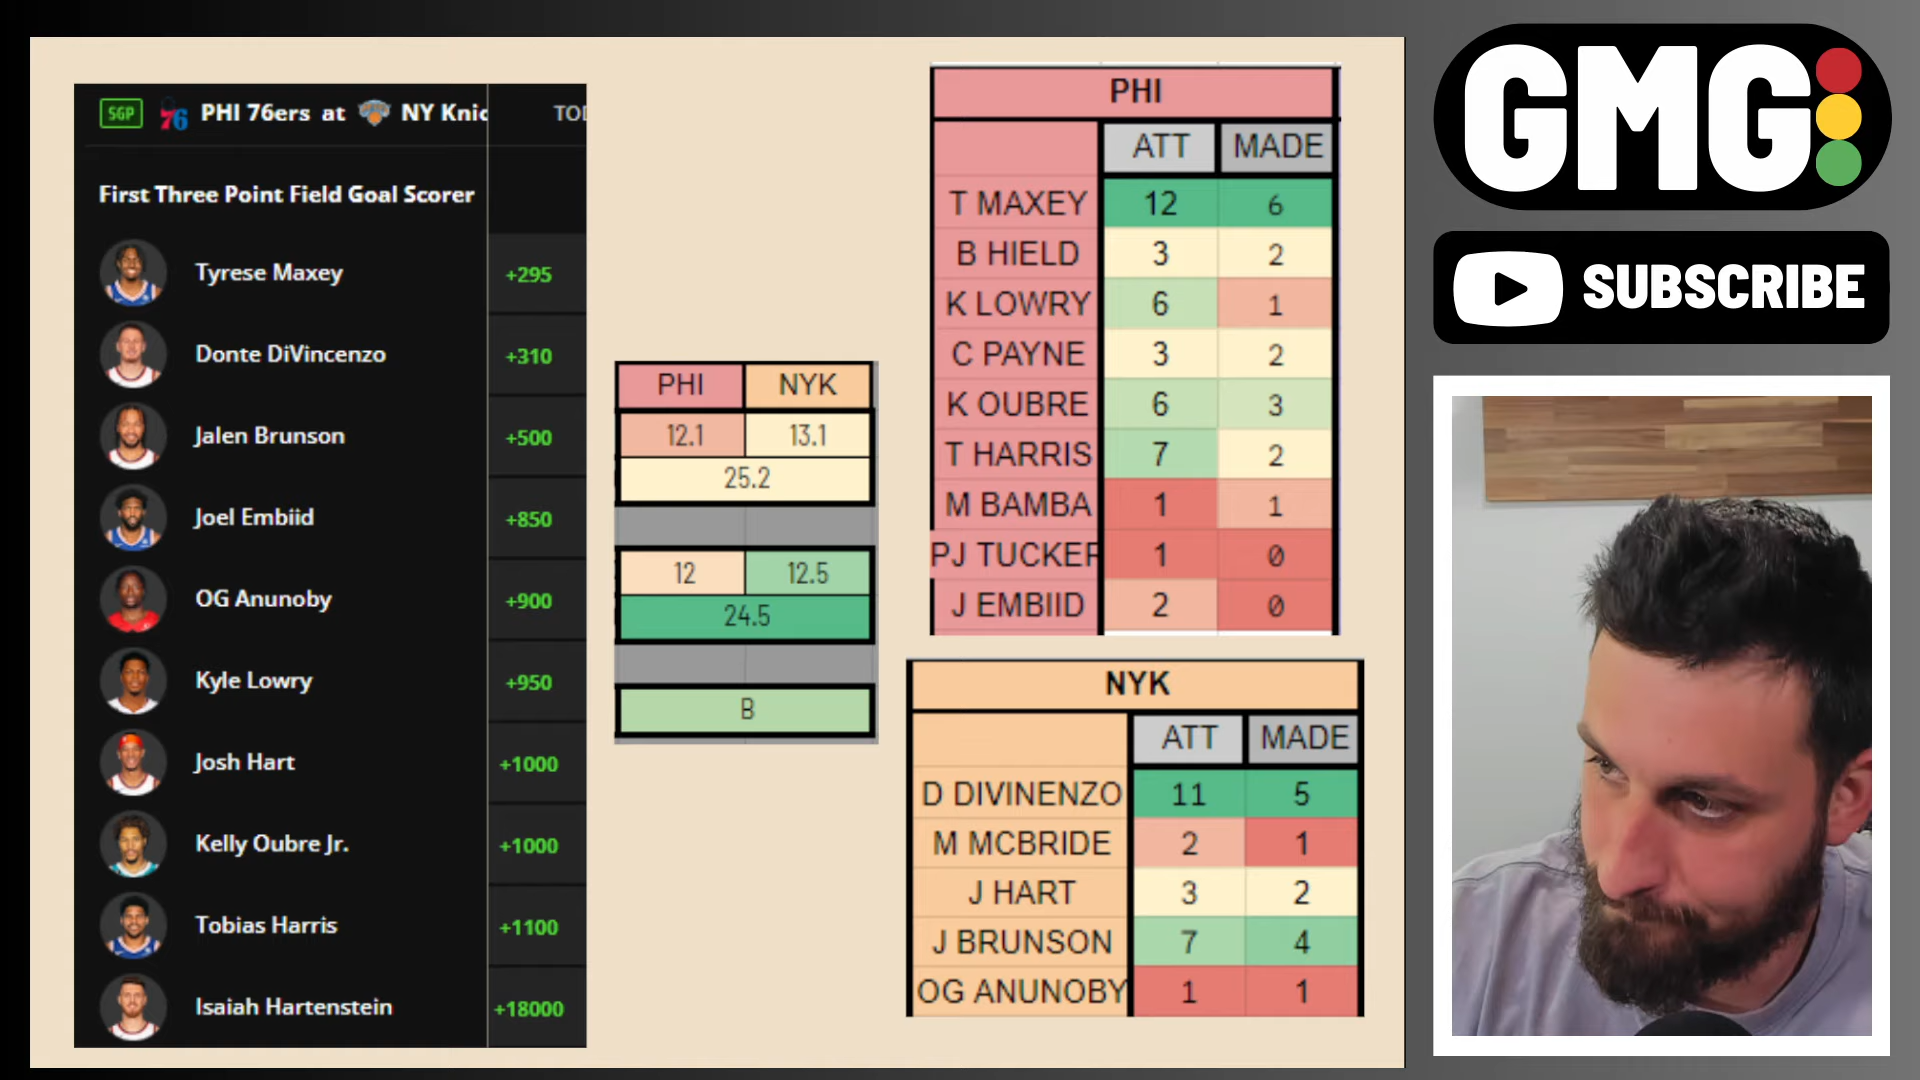 SGP 76 PHI 76ers at NY Knic TO
First Three Point Field Goal Scorer
Tyrese Maxey +295
Donte DiVincenzo +310
Jalen Brunson +500
Joel Embiid +850
OG Anunoby +900
Kyle Lowry +950
Josh Hart +1000
Kelly Oubre Jr. +1000
Tobias Harris +1100
Isaiah Hartenstein +18000
PHI NYK
12.1 13.1
25.2
12 12.5
24.5
B
PHI
ATT MADE
T MAXEY 12 6
B HIELD 3 2
K LOWRY 6 1
C PAYNE 3 2
K OUBRE 6 3
T HARRIS 7 2
M BAMBA 1 1
PJ TUCKER 1 0
J EMBIID 2 0
NYK
ATT MADE
D DIVINENZO 11 5
M MCBRIDE 2 1
J HART 3 2
J BRUNSON 7 4
OG ANUNOBY 1 1
GMG
SUBSCRIBE